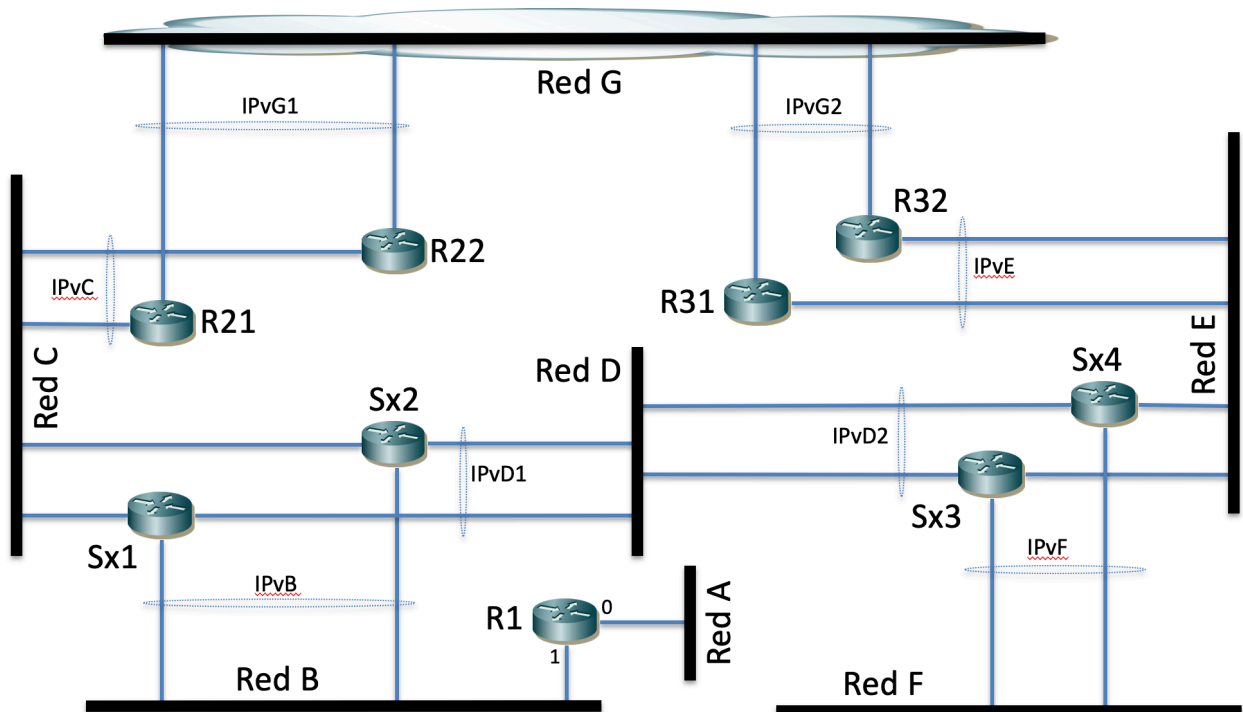 Red G
IPvG1
IPvG2
R32
R22
IPvE
IPvC
R31
R21
Red E
Red C
Red D
Sx4
Sx2
IPvD2
IPvD1
Sx3
Sx1
IPvF
IPvB
Red A
R1
0
1
Red B
Red F